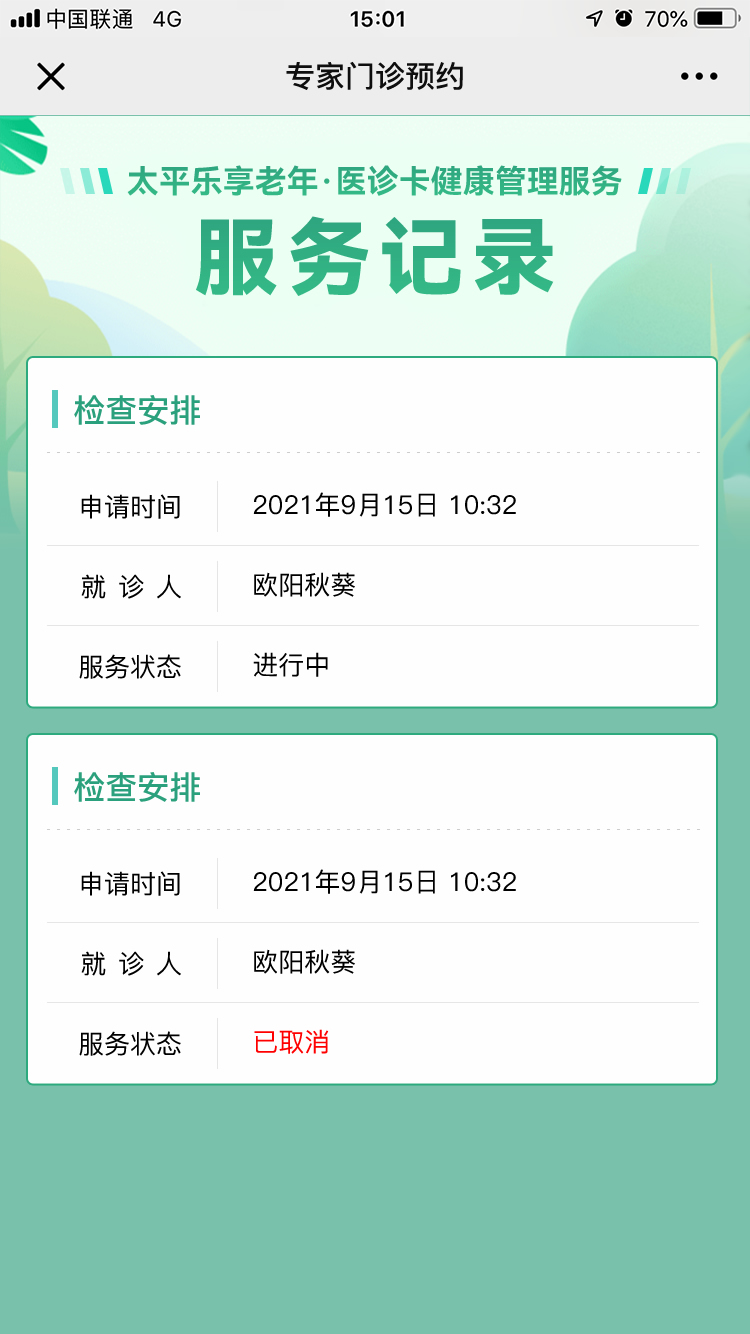 中国联通 4G 15:01 70%
专家门诊预约
太平乐享老年·医诊卡健康管理服务
服务记录
检查安排
申请时间 2021年9月15日 10:32
就诊人 欧阳秋葵
服务状态 进行中
检查安排
申请时间 2021年9月15日 10:32
就诊人 欧阳秋葵
服务状态 已取消